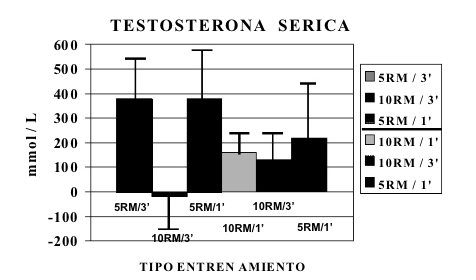 TESTOSTERONA SERICA
mmol / L
600
500
400
300
200
100
0
-100
-200
5RM/3'
10RM/3'
5RM/1'
10RM/1'
10RM/3'
5RM/1'
TIPO ENTREN AMIENTO
5RM / 3'
10RM / 3'
5RM / 1'
10RM / 1'
10RM / 3'
5RM / 1'